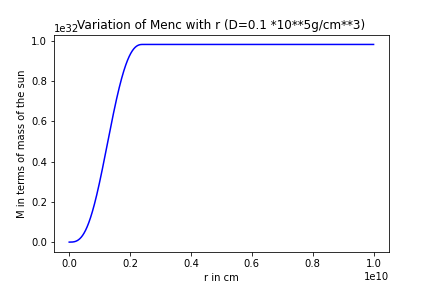 Variation of Menc with r (D=0.1 *10**5g/cm**3)
1e32
1.0
0.8
0.6
0.4
0.2
0.0
M in terms of mass of the sun
0.0 0.2 0.4 0.6 0.8 1.0
r in cm
1e10